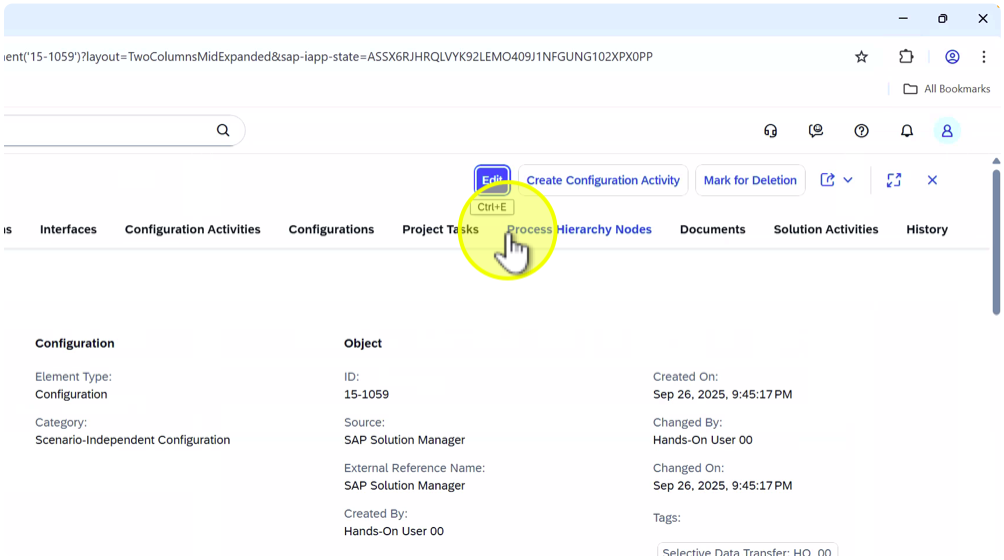 nent('15-1059')?layout=TwoColumnsMidExpanded&sap-iapp-state=ASSX6RJHRQLVYK92LEMO409J1NFGUNG102XPX0PP
All Bookmarks
Edit Create Configuration Activity Mark for Deletion
Ctrl+E
Interfaces Configuration Activities Configurations Project Tasks Process Hierarchy Nodes Documents Solution Activities History
Configuration
Element Type:
Configuration
Category:
Scenario-Independent Configuration
Object
ID:
15-1059
Source:
SAP Solution Manager
External Reference Name:
SAP Solution Manager
Created By:
Hands-On User 00
Created On:
Sep 26, 2025, 9:45:17 PM
Changed By:
Hands-On User 00
Changed On:
Sep 26, 2025, 9:45:17 PM
Tags:
Selective Data Transfer: HO_00